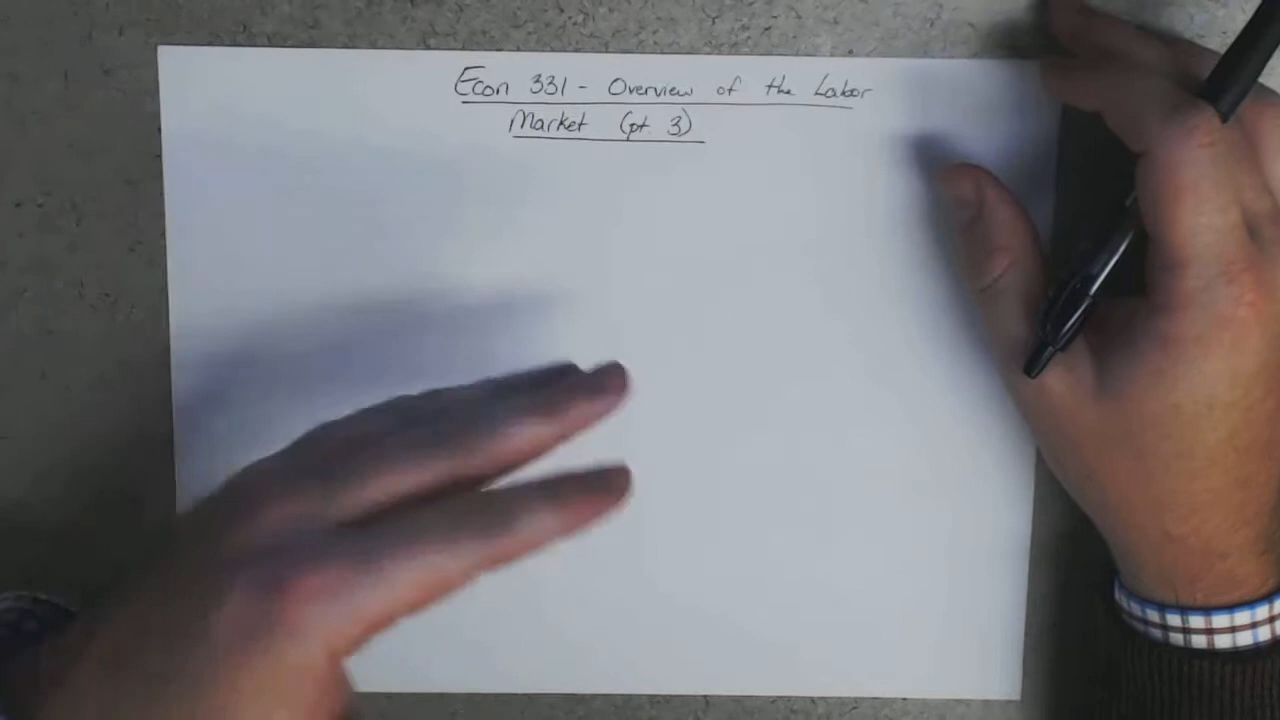 Econ 331 - Overview of the Labor
Market (pt. 3)